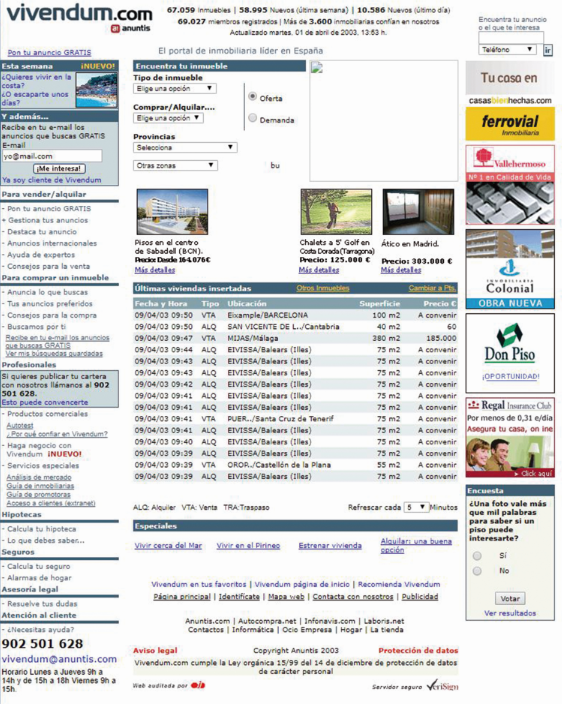 vivendum.com
anuntis
67.059 Inmuebles | 58.995 Nuevos (última semana) | 10.586 Nuevos (último día)
69.027 miembros registrados | Más de 3.600 inmobiliarias confían en nosotros
Actualizado martes. 01 de abril de 2003, 13:53 h.
Encuentra tu anuncio
o el que te interesa
Teléfono
ir
Pon tu anuncio GRATIS
El portal de inmobiliaria líder en España
Esta semana ¡NUEVO!
¿Quieres vivir en la
costa?
¿O escaparte unos
días?
Y además...
Recibe en tu e-mail los
anuncios que buscas GRATIS
E-mail
yo@mail.com
¡Me interesa!
Ya soy cliente de Vivendum
Para vender/alquilar
- Pon tu anuncio GRATIS
+ Gestiona tus anuncios
- Destaca tu anuncio
- Anuncios internacionales
- Ayuda de expertos
- Consejos para la venta
Para comprar un inmueble
- Anuncia lo que buscas
- Tus anuncios preferidos
- Consejos para la compra
- Buscamos por ti
Recibe en tu e-mail los anuncios
que buscas GRATIS
Ver mis búsquedas guardadas
Profesionales
Si quieres publicar tu cartera
con nosotros llámanos al 902
501 628.
Esto puede convencerte
- Productos comerciales
Autotest
¿Por qué confiar en Vivendum?
- Haga negocio con
Vivendum ¡NUEVO!
- Servicios especiales
Análisis de mercado
Guía de inmobiliarias
Guía de promotoras
Acceso a clientes (extranet)
Hipotecas
- Calcula tu hipoteca
- Lo que debes saber...
Seguros
- Calcula tu seguro
- Alarmas de hogar
Asesoría legal
- Resuelve tus dudas
Atención al cliente
- ¿Necesitas ayuda?
902 501 628
vivendum@anuntis.com
Horario Lunes a Jueves 9h a
14h y de 15h a 18h Viernes 9h a
15h.
Encuentra tu inmueble
Tipo de inmueble
Elige una opción
Comprar/Alquilar....
Elige una opción
Oferta
Demanda
Provincias
Selecciona
Otras zonas
bu
Pisos en el centro
de Sabadell (BCN).
Precio: Desde 164.076€
Más detalles
Chalets a 5' Golf en
Costa Dorada(Tarragona)
Precio: 125.000 €
Más detalles
Ático en Madrid.
Precio: 303.000 €
Más detalles
Últimas viviendas insertadas Otros Inmuebles Cambiar a Pts.
Fecha y Hora Tipo Ubicación Superficie Precio €
09/04/03 09:50 VTA Eixample/BARCELONA 100 m2 A convenir
09/04/03 09:50 ALQ SAN VICENTE DE L../Cantabria 40 m2 60
09/04/03 09:47 VTA MIJAS/Málaga 380 m2 185.000
09/04/03 09:44 ALQ EIVISSA/Balears (Illes) 75 m2 A convenir
09/04/03 09:43 ALQ EIVISSA/Balears (Illes) 75 m2 A convenir
09/04/03 09:43 ALQ EIVISSA/Balears (Illes) 75 m2 A convenir
09/04/03 09:42 ALQ EIVISSA/Balears (Illes) 75 m2 A convenir
09/04/03 09:41 ALQ EIVISSA/Balears (Illes) 75 m2 A convenir
09/04/03 09:41 ALQ EIVISSA/Balears (Illes) 75 m2 A convenir
09/04/03 09:41 VTA PUER../Santa Cruz de Tenerif 75 m2 A convenir
09/04/03 09:41 ALQ EIVISSA/Balears (Illes) 75 m2 A convenir
09/04/03 09:40 ALQ EIVISSA/Balears (Illes) 75 m2 A convenir
09/04/03 09:39 ALQ EIVISSA/Balears (Illes) 75 m2 A convenir
09/04/03 09:39 VTA OROP../Castellón de la Plana 55 m2 A convenir
09/04/03 09:39 ALQ EIVISSA/Balears (Illes) 75 m2 A convenir
ALQ: Alquiler VTA: Venta TRA:Traspaso Refrescar cada 5 Minutos
Especiales
Vivir cerca del Mar Vivir en el Pirineo Estrenar vivienda Alquilar: una buena
opción
Vivendum en tus favoritos | Vivendum página de inicio | Recomienda Vivendum
Página principal | Identifícate | Mapa web | Contacta con nosotros | Publicidad
Anuntis.com | Autocompra.net | Infonavis.com | Laboris.net
Contactos | Informática | Ocio Empresa | Hogar | La tienda
Aviso legal Copyright Anuntis 2003 Protección de datos
Vivendum.com cumple la Ley orgánica 15/99 del 14 de diciembre de protección de datos
de carácter personal
Web auditada por OJD
Servidor seguro VeriSign
Tu casa en
casasbienhechas.com
ferrovial
Inmobiliaria
Vallehermoso
Nº 1 en Calidad de Vida
INMOBILIARIA
Colonial
OBRA NUEVA
Don Piso
¡OPORTUNIDAD!
Regal Insurance Club
Por menos de 0,31 e/día
Asegura tu casa, on ine
Click aquí
Encuesta
¿Una foto vale más
que mil palabras
para saber si un
piso puede
interesarte?
Sí
No
Votar
Ver resultados